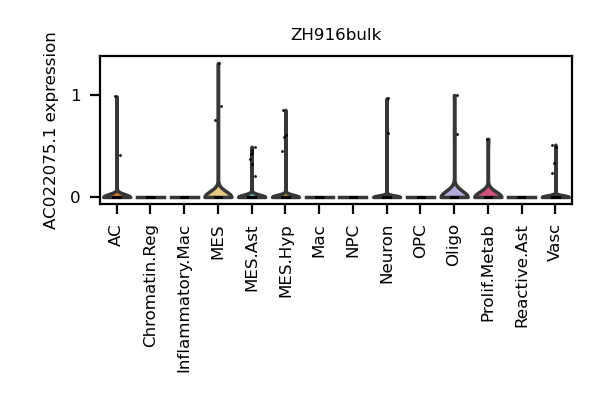 ZH916bulk
AC022075.1 expression
1
0
AC
Chromatin.Reg
Inflammatory.Mac
MES
MES.Ast
MES.Hyp
Mac
NPC
Neuron
OPC
Oligo
Prolif.Metab
Reactive.Ast
Vasc